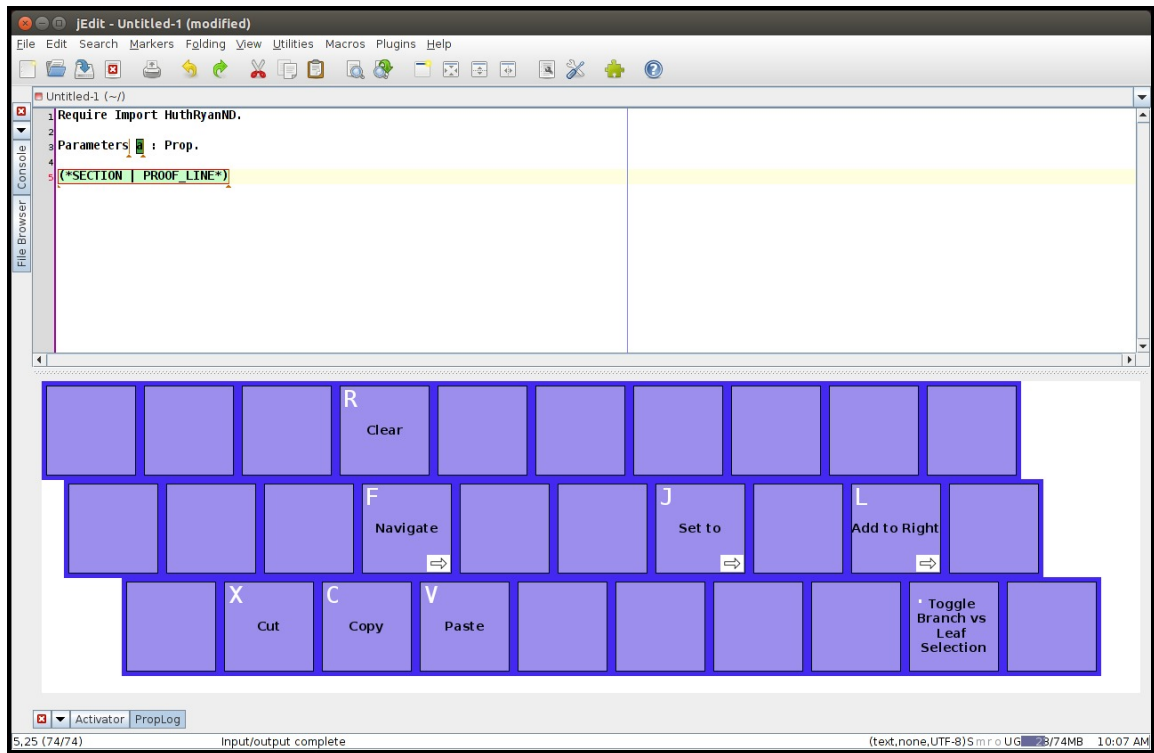 jEdit - Untitled-1 (modified)
File Edit Search Markers Folding View Utilities Macros Plugins Help
Untitled-1 (~/)
1 Require Import HuthRyanND.
2
3 Parameters a : Prop.
4
5 (*SECTION | PROOF_LINE*)
Console
File Browser
R
Clear
F
Navigate
J
Set to
L
Add to Right
X
Cut
C
Copy
V
Paste
. Toggle
Branch vs
Leaf
Selection
Activator PropLog
5,25 (74/74) Input/output complete (text,none,UTF-8) S m r o UG 28/74MB 10:07 AM